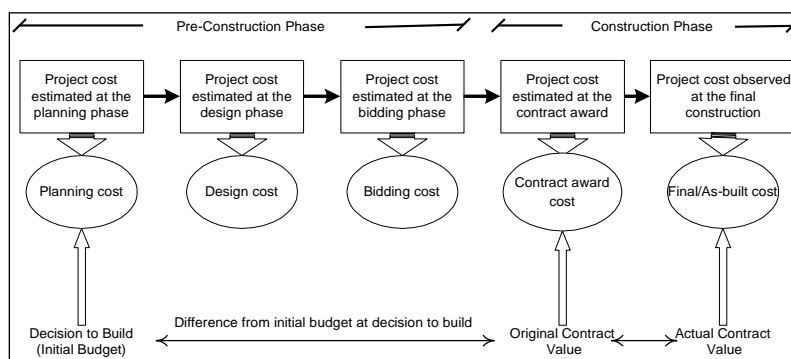 Pre-Construction Phase
Construction Phase
Project cost
estimated at the
planning phase
Project cost
estimated at the
design phase
Project cost
estimated at the
bidding phase
Project cost
estimated at the
contract award
Project cost observed
at the final
construction
Planning cost
Design cost
Bidding cost
Contract award
cost
Final/As-built cost
Decision to Build
(Initial Budget)
Difference from initial budget at decision to build
Original Contract
Value
Actual Contract
Value